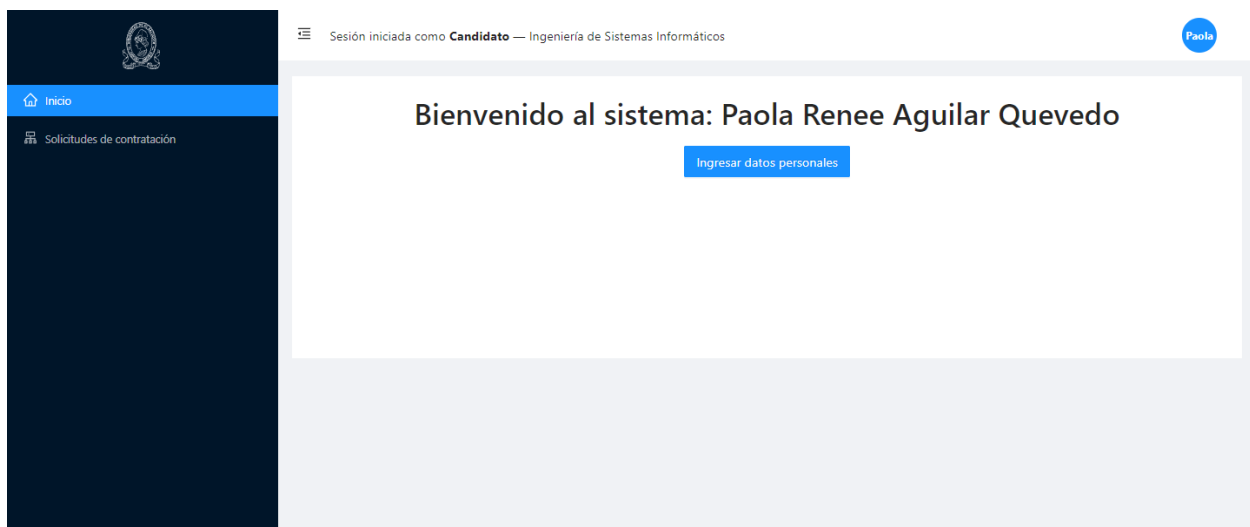 Sesión iniciada como Candidato — Ingeniería de Sistemas Informáticos
Paola
Inicio
Solicitudes de contratación
Bienvenido al sistema: Paola Renee Aguilar Quevedo
Ingresar datos personales